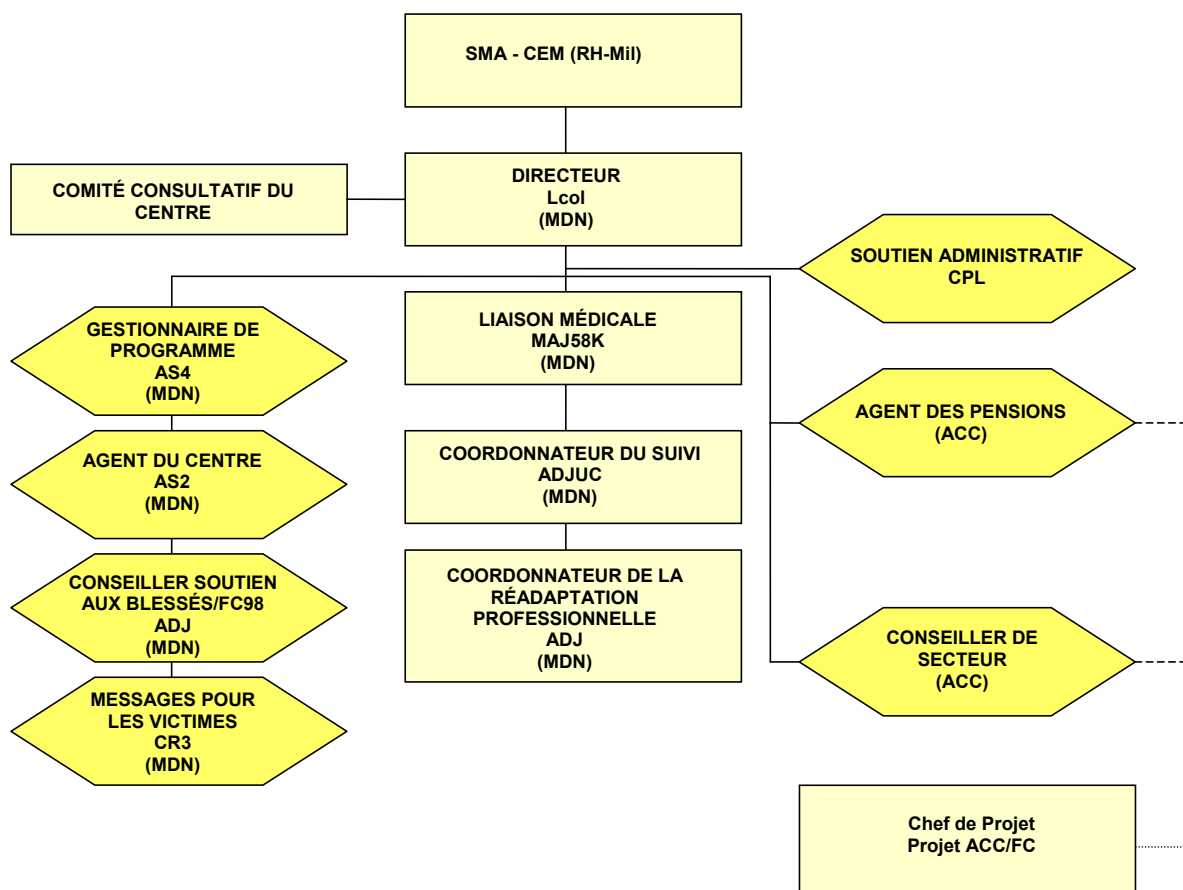 SMA - CEM (RH-Mil)
COMITÉ CONSULTATIF DU
CENTRE
DIRECTEUR
Lcol
(MDN)
SOUTIEN ADMINISTRATIF
CPL
GESTIONNAIRE DE
PROGRAMME
AS4
(MDN)
LIAISON MÉDICALE
MAJ58K
(MDN)
AGENT DES PENSIONS
(ACC)
AGENT DU CENTRE
AS2
(MDN)
COORDONNATEUR DU SUIVI
ADJUC
(MDN)
CONSEILLER SOUTIEN
AUX BLESSÉS/FC98
ADJ
(MDN)
COORDONNATEUR DE LA
RÉADAPTATION
PROFESSIONNELLE
ADJ
(MDN)
CONSEILLER DE
SECTEUR
(ACC)
MESSAGES POUR
LES VICTIMES
CR3
(MDN)
Chef de Projet
Projet ACC/FC